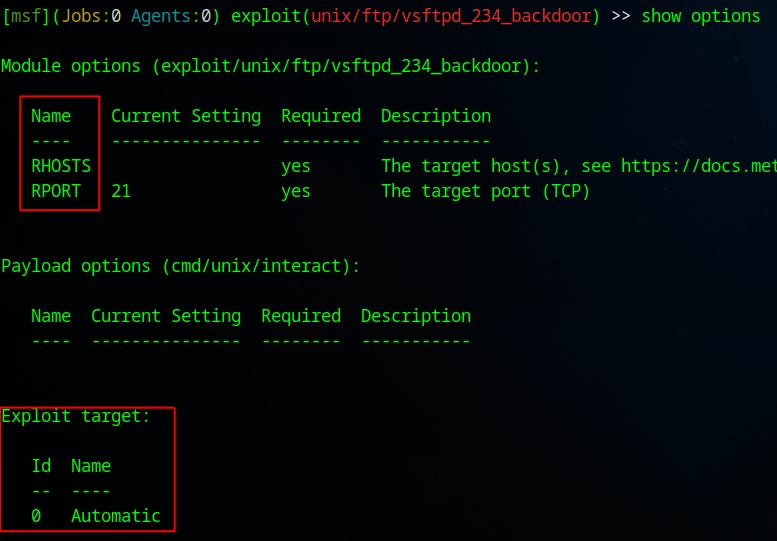 [msf](Jobs:0 Agents:0) exploit(unix/ftp/vsftpd_234_backdoor) >> show options
Module options (exploit/unix/ftp/vsftpd_234_backdoor):
Name Current Setting Required Description
---- --------------- -------- -----------
RHOSTS yes The target host(s), see https://docs.met
RPORT 21 yes The target port (TCP)
Payload options (cmd/unix/interact):
Name Current Setting Required Description
---- --------------- -------- -----------
Exploit target:
Id Name
-- ----
0 Automatic